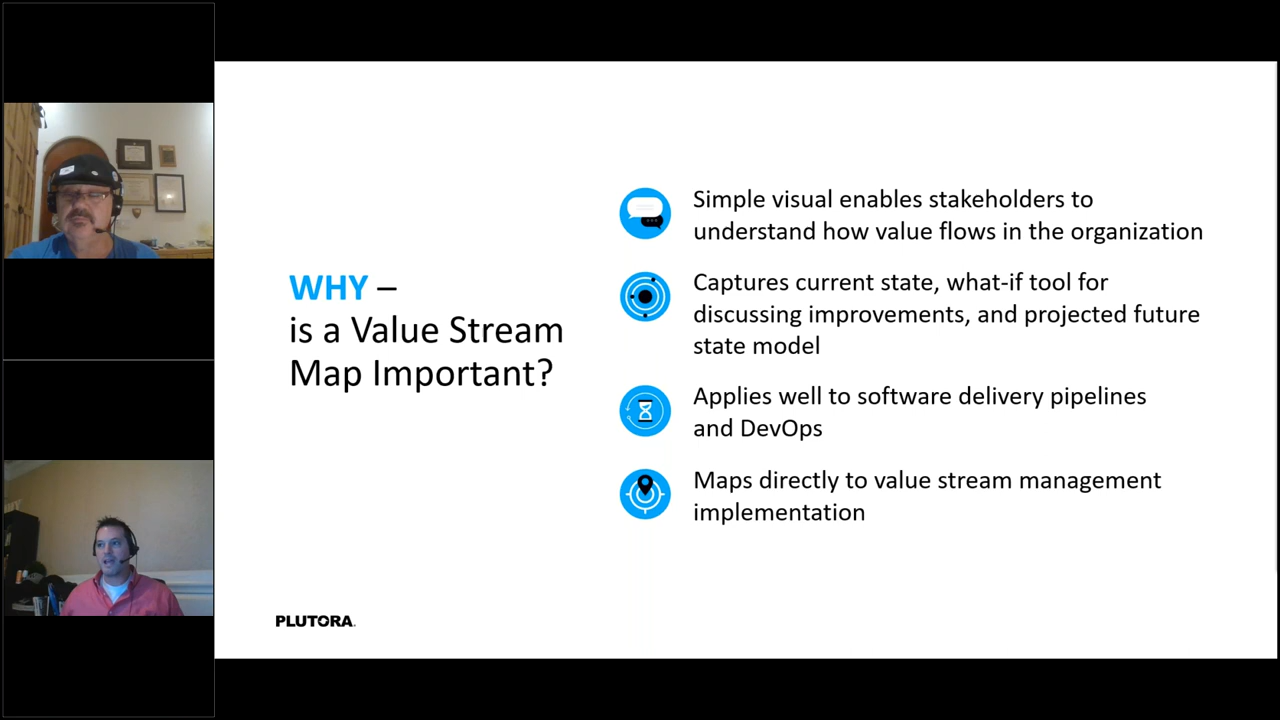 WHY –
is a Value Stream
Map Important?
Simple visual enables stakeholders to
understand how value flows in the organization
Captures current state, what-if tool for
discussing improvements, and projected future
state model
Applies well to software delivery pipelines
and DevOps
Maps directly to value stream management
implementation
PLUTORA.